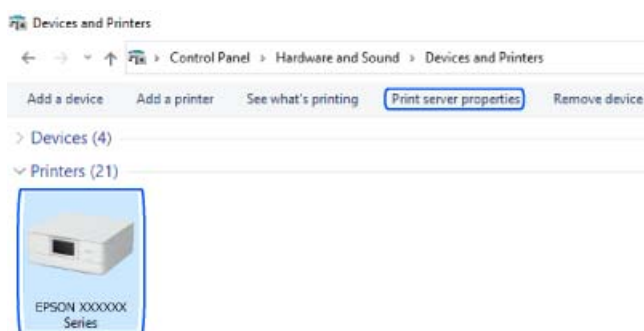 Devices and Printers
Control Panel > Hardware and Sound > Devices and Printers
Add a device Add a printer See what's printing Print server properties Remove device
> Devices (4)
Printers (21)
EPSON XXXXXX
Series